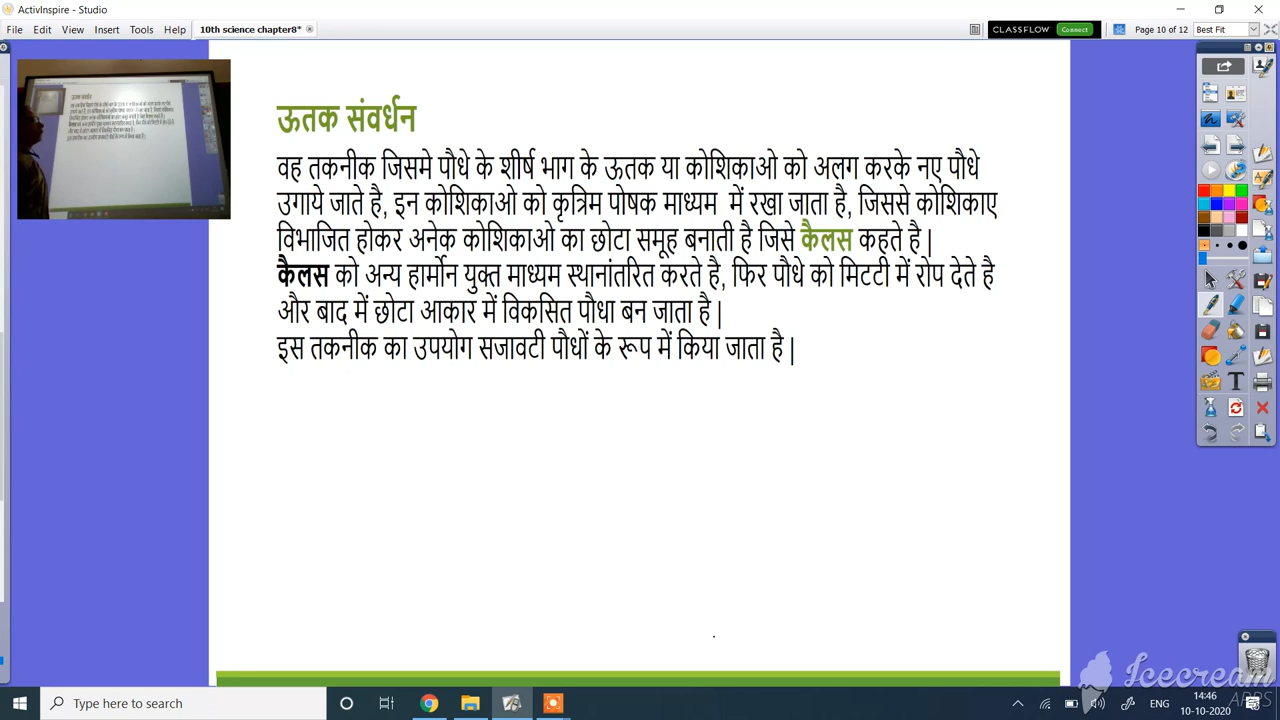 ActivInspire - Studio
File Edit View Insert Tools Help 10th science chapter8* CLASSFLOW Connect Page 10 of 12 Best Fit
ऊतक संवर्धन
वह तकनीक जिसमे पौधे के शीर्ष भाग के ऊतक या कोशिकाओ को अलग करके नए पौधे
उगाये जाते है, इन कोशिकाओ को कृत्रिम पोषक माध्यम में रखा जाता है, जिससे कोशिकाए
विभाजित होकर अनेक कोशिकाओ का छोटा समूह बनाती है जिसे कैलस कहते है |
कैलस को अन्य हार्मोन युक्त माध्यम स्थानांतरित करते है, फिर पौधे को मिटटी में रोप देते है
और बाद में छोटा आकार में विकसित पौधा बन जाता है |
इस तकनीक का उपयोग सजावटी पौधों के रूप में किया जाता है |
Icecream
APPS
Type here to search ENG 14:46
10-10-2020